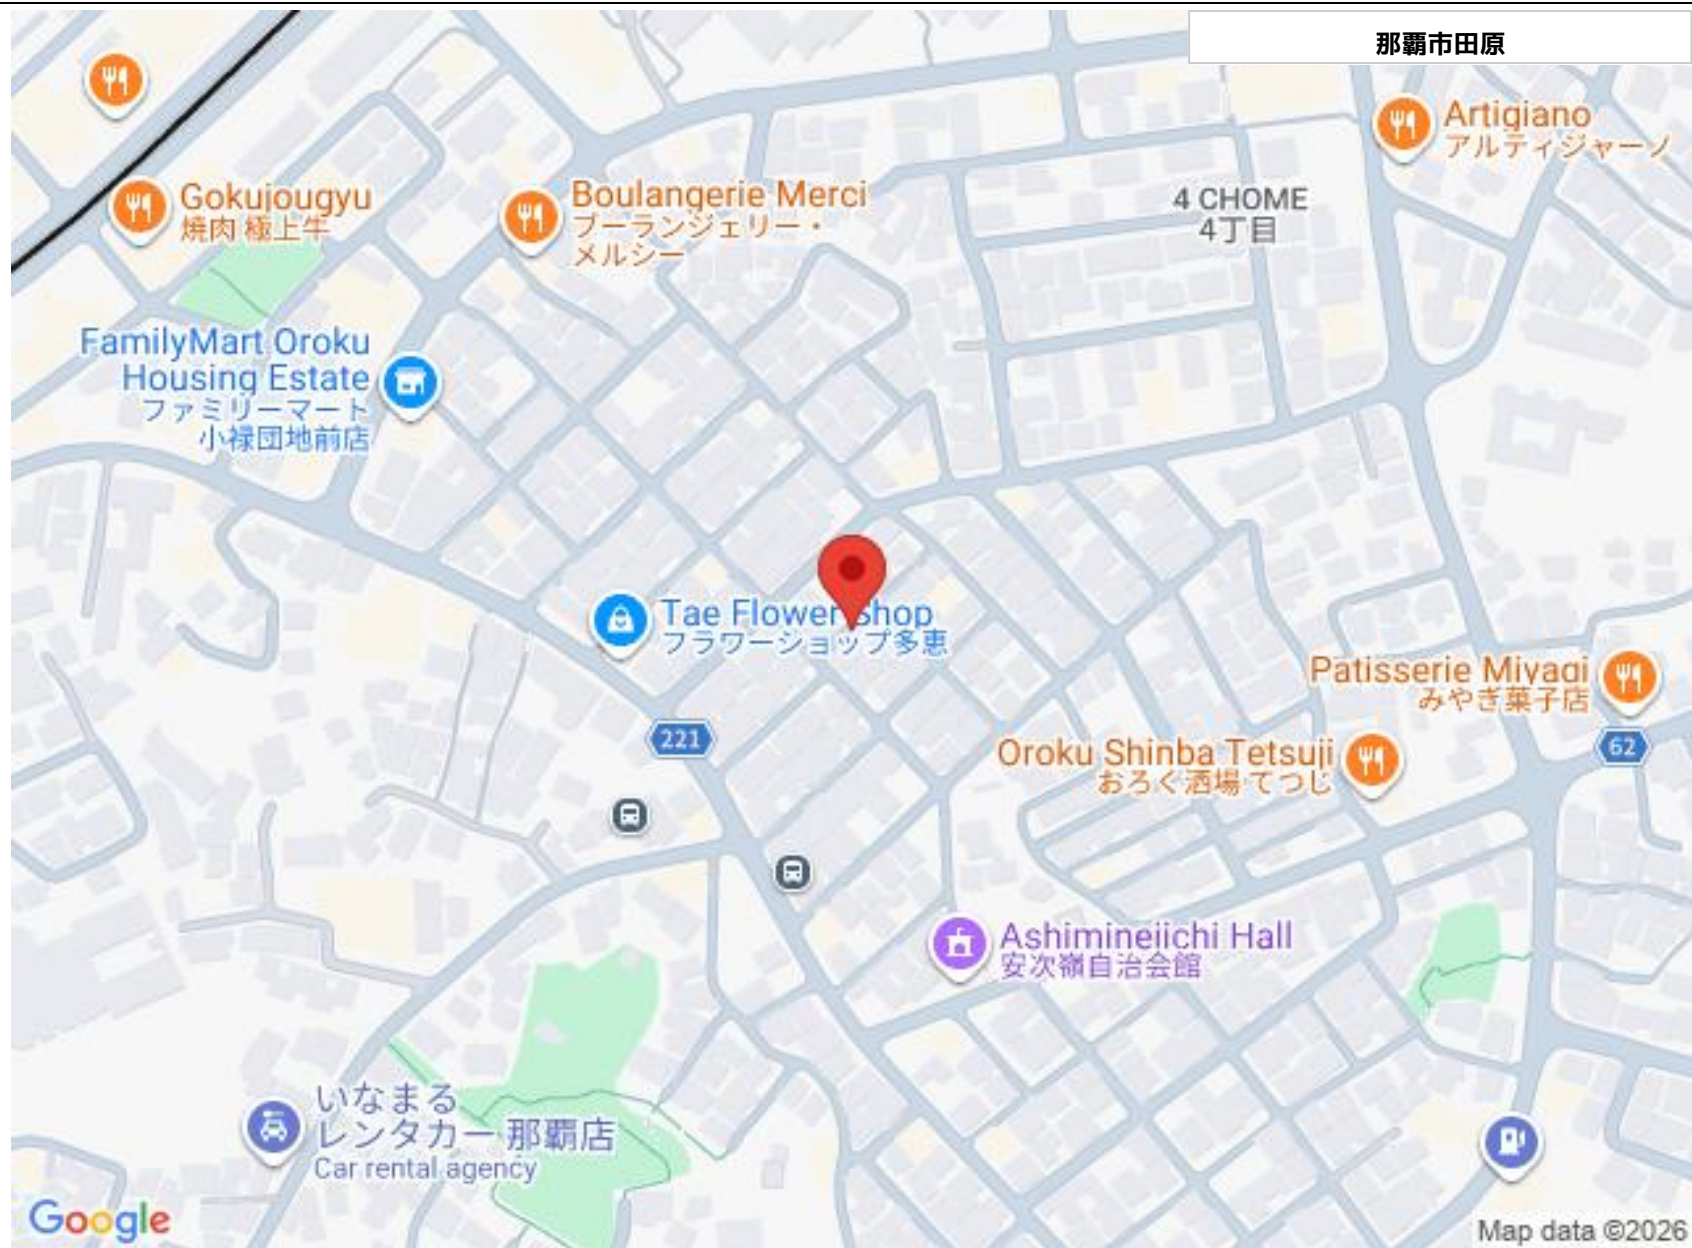 那覇市田原
Artigiano
アルティジャーノ
Gokujougyu
焼肉 極上牛
Boulangerie Merci
ブーランジェリー・
メルシー
4 CHOME
4丁目
FamilyMart Oroku
Housing Estate
ファミリーマート
小禄団地前店
Tae Flower Shop
フラワーショップ多恵
Patisserie Miyagi
みやぎ菓子店
221
62
Oroku Shinba Tetsuji
おろく酒場 てつじ
Ashimineiichi Hall
安次嶺自治会館
いなまる
レンタカー 那覇店
Car rental agency
Google
Map data ©2026